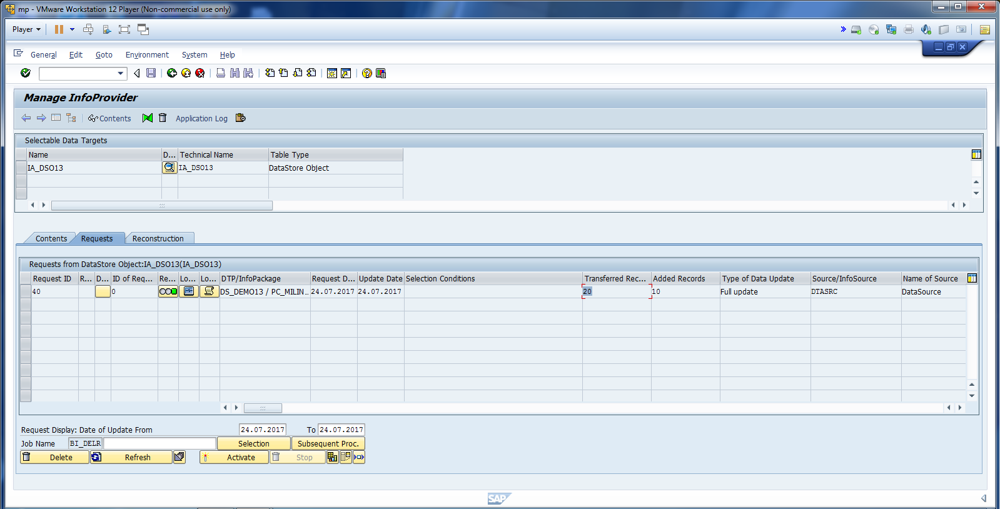 mp - VMware Workstation 12 Player (Non-commercial use only)
Player
General Edit Goto Environment System Help
Manage InfoProvider
Contents Application Log
Selectable Data Targets
Name D... Technical Name Table Type
IA_DSO13 IA_DSO13 DataStore Object
Contents Requests Reconstruction
Requests from DataStore Object:IA_DSO13(IA_DSO13)
Request ID R... D... ID of Req... Re... Lo... Lo... DTP/InfoPackage Request D... Update Date Selection Conditions Transferred Rec... Added Records Type of Data Update Source/InfoSource Name of Source
40 0 DS_DEMO13 / PC_MILIN... 24.07.2017 24.07.2017 20 10 Full update DTASRC DataSource
Request Display: Date of Update From 24.07.2017 To 24.07.2017
Job Name BI_DELR Selection Subsequent Proc.
Delete Refresh Activate Stop
SAP